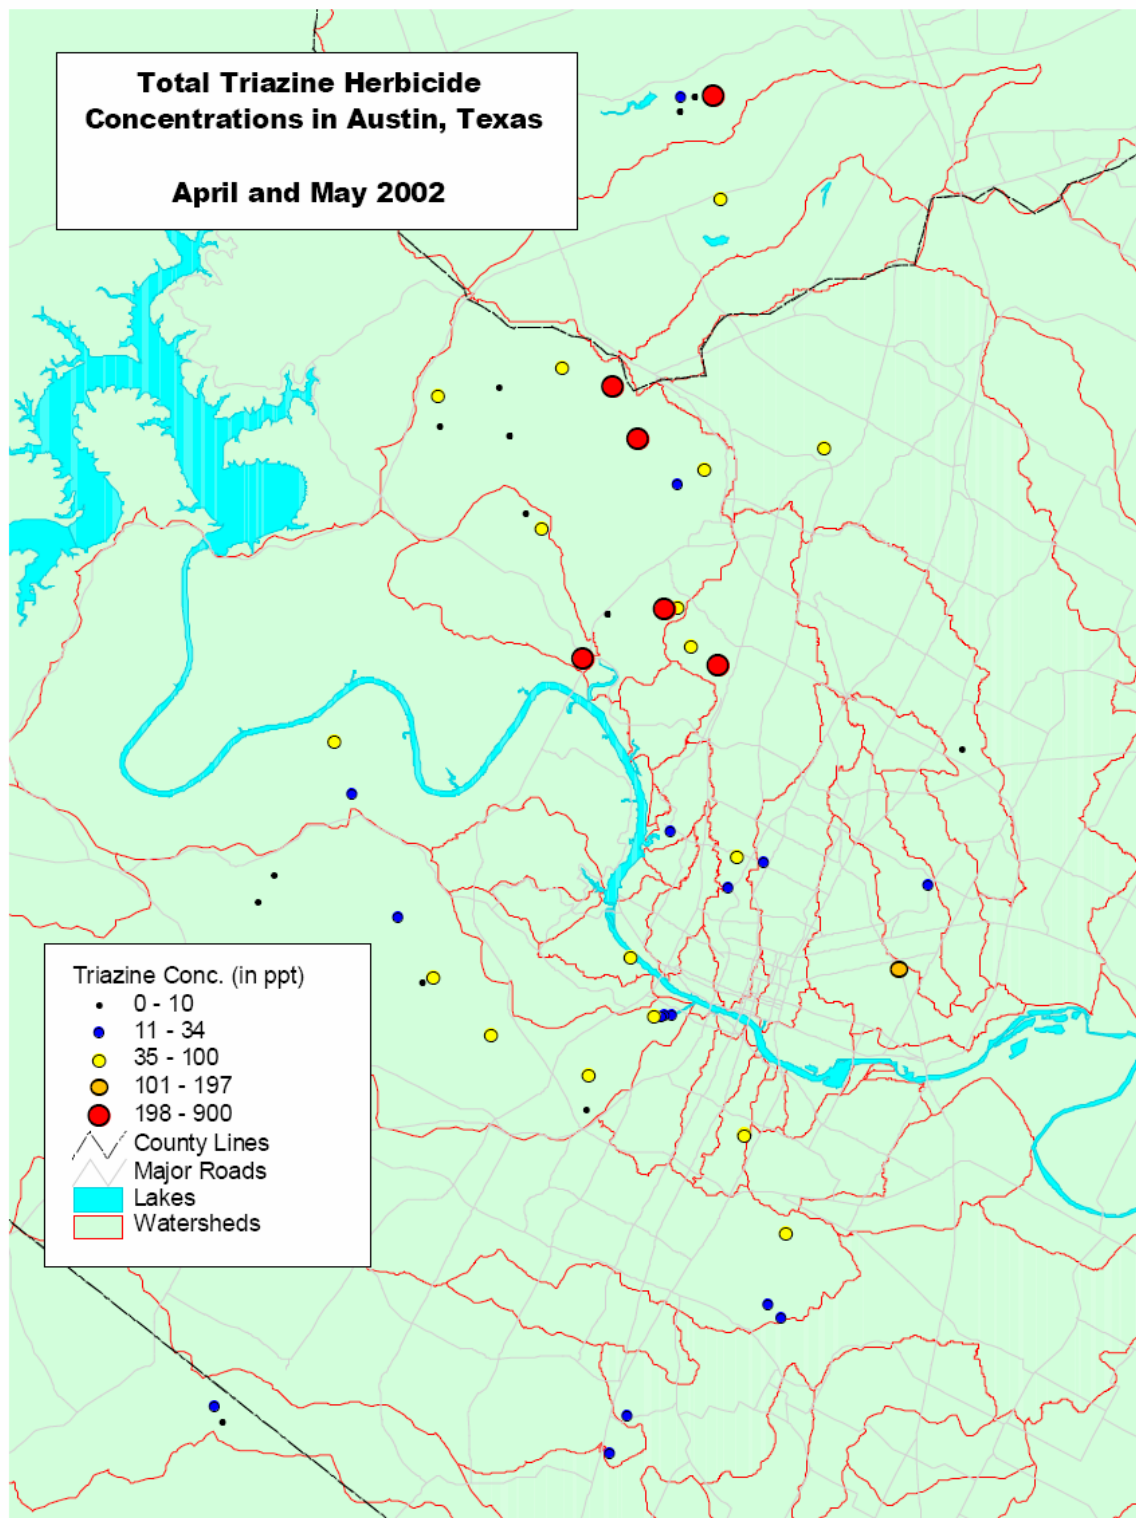 Total Triazine Herbicide
Concentrations in Austin, Texas
April and May 2002
Triazine Conc. (in ppt)
0 - 10
11 - 34
35 - 100
101 - 197
198 - 900
County Lines
Major Roads
Lakes
Watersheds